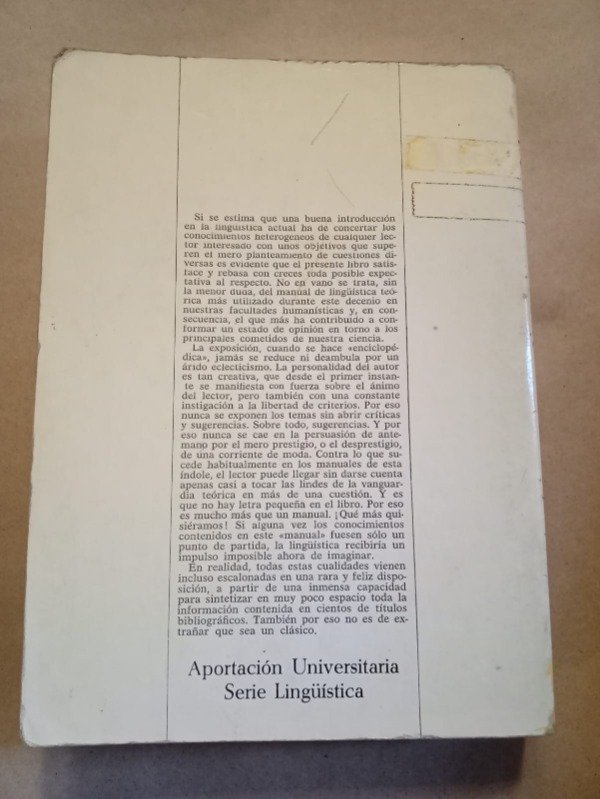 Si se estima que una buena introducción
en la lingüística actual ha de concertar los
conocimientos heterogéneos de cualquier lec-
tor interesado con unos objetivos que supe-
ren el mero planteamiento de cuestiones di-
versas es evidente que el presente libro satis-
face y rebasa con creces toda posible expec-
tativa al respecto. No en vano se trata, sin
la menor duda, del manual de lingüística teó-
rica más utilizado durante este decenio en
nuestras facultades humanísticas y, en con-
secuencia, el que más ha contribuido a con-
formar un estado de opinión en torno a los
principales cometidos de nuestra ciencia.
La exposición, cuando se hace «enciclopé-
dica», jamás se reduce ni deambula por un
árido eclecticismo. La personalidad del autor
es tan creativa, que desde el primer instan-
te se manifiesta con fuerza sobre el ánimo
del lector, pero también con una constante
instigación a la libertad de criterios. Por eso
nunca se exponen los temas sin abrir críticas
y sugerencias. Sobre todo, sugerencias. Y por
eso nunca se cae en la persuasión de ante-
mano por el mero prestigio, o el desprestigio,
de una corriente de moda. Contra lo que su-
cede habitualmente en los manuales de esta
índole, el lector puede llegar sin darse cuenta
apenas casi a tocar las lindes de la vanguar-
dia teórica en más de una cuestión. Y es
que no hay letra pequeña en el libro. Por eso
es mucho más que un manual. ¡Qué más qui-
siéramos! Si alguna vez los conocimientos
contenidos en este «manual» fuesen sólo un
punto de partida, la lingüística recibiría un
impulso imposible ahora de imaginar.
En realidad, todas estas cualidades vienen
incluso escalonadas en una rara y feliz dispo-
sición, a partir de una inmensa capacidad
para sintetizar en muy poco espacio toda la
información contenida en cientos de títulos
bibliográficos. También por eso no es de ex-
trañar que sea un clásico.
Aportación Universitaria
Serie Lingüística